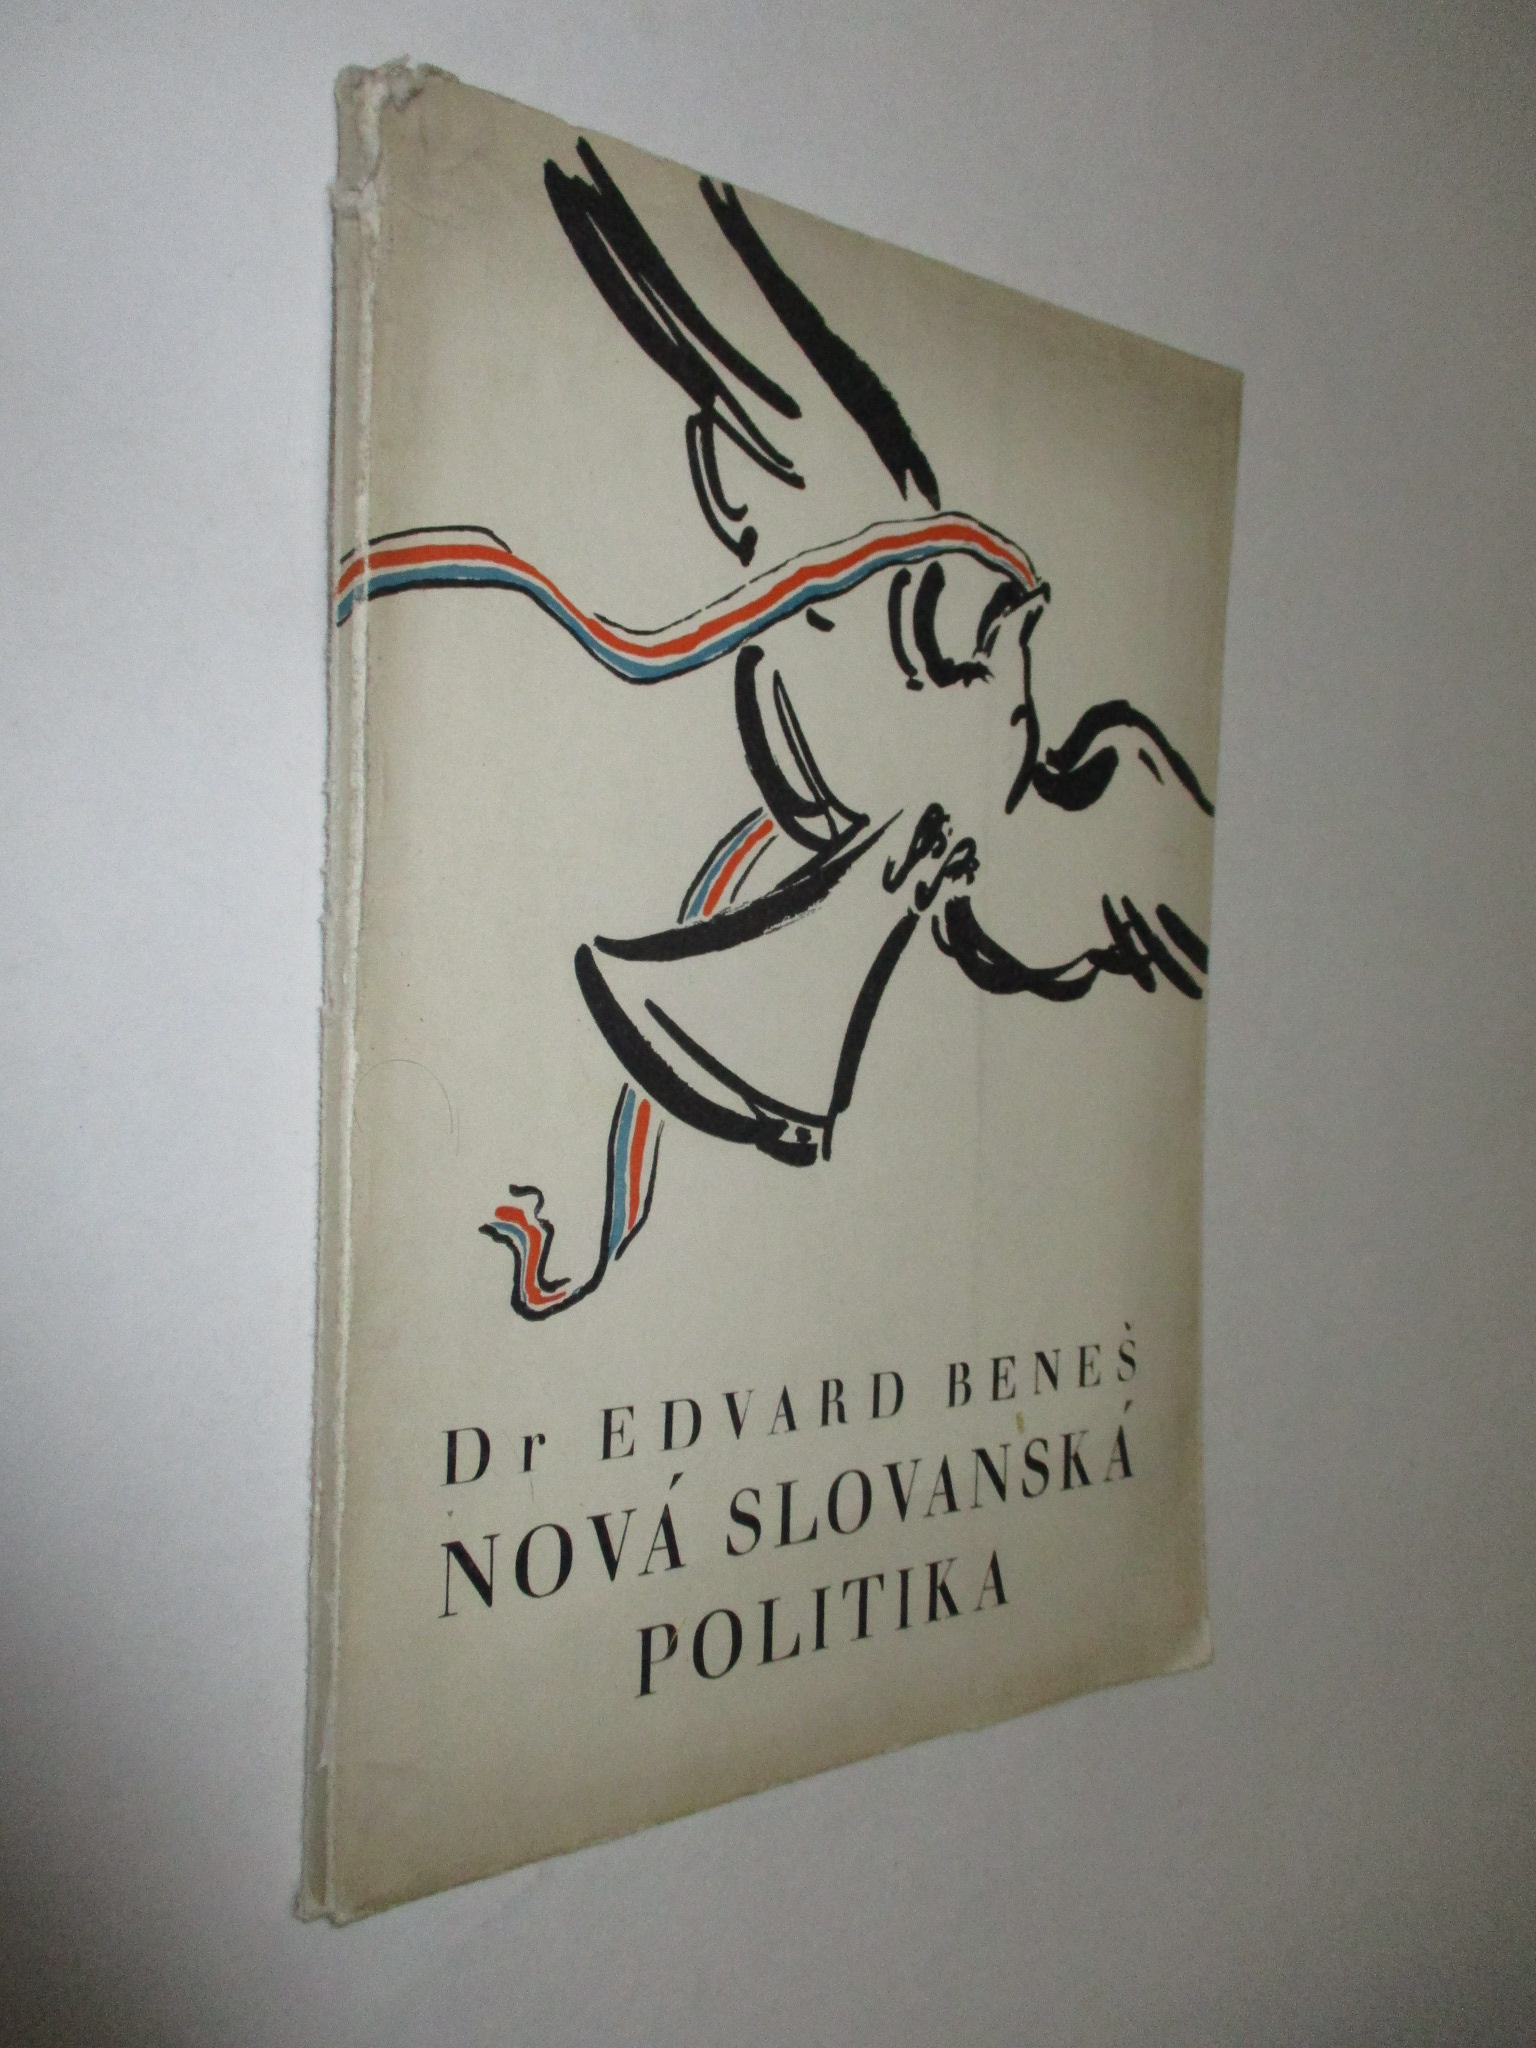 Dr EDVARD BENEŠ
NOVÁ SLOVANSKÁ
POLITIKA